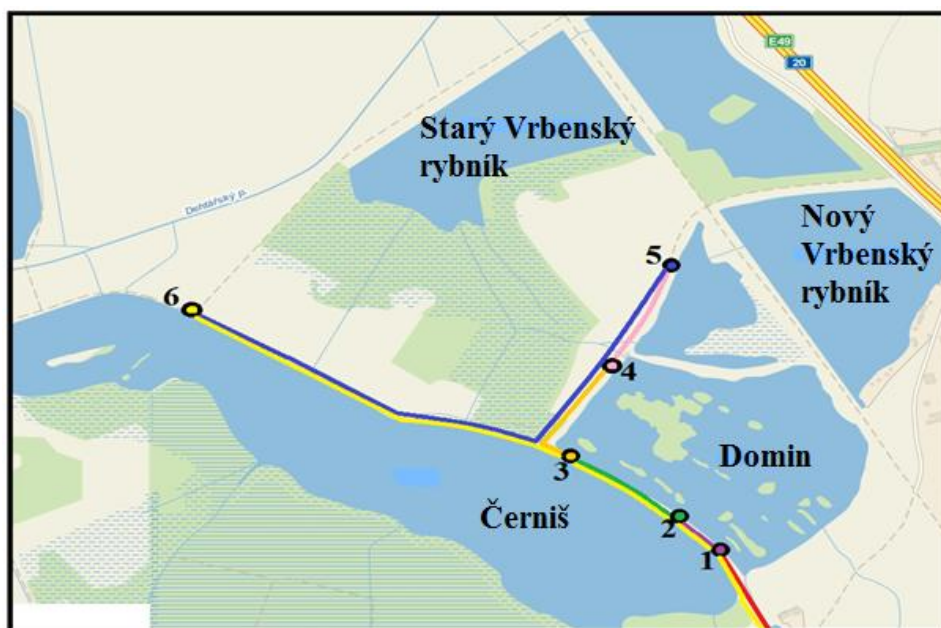 E49
20
Starý Vrbenský
rybník
Dehtářský p.
Nový
Vrbenský
rybník
5
6
4
3
Domin
Černiš
2
1